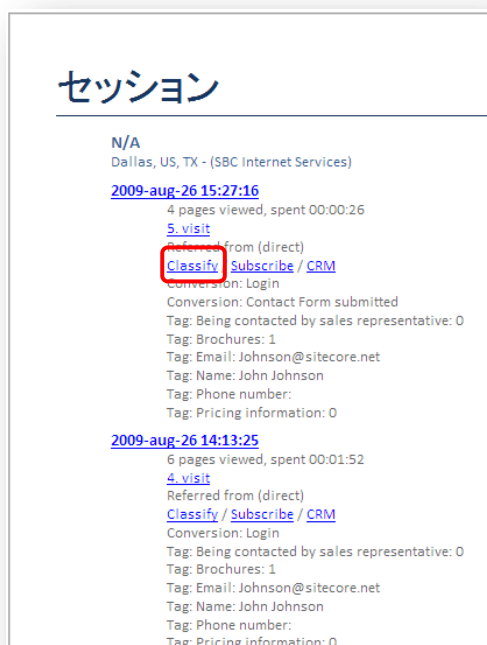 セッション
N/A
Dallas, US, TX - (SBC Internet Services)
2009-aug-26 15:27:16
4 pages viewed, spent 00:00:26
5. visit
Referred from (direct)
Classify / Subscribe / CRM
Conversion: Login
Conversion: Contact Form submitted
Tag: Being contacted by sales representative: 0
Tag: Brochures: 1
Tag: Email: Johnson@sitecore.net
Tag: Name: John Johnson
Tag: Phone number:
Tag: Pricing information: 0
2009-aug-26 14:13:25
6 pages viewed, spent 00:01:52
4. visit
Referred from (direct)
Classify / Subscribe / CRM
Conversion: Login
Tag: Being contacted by sales representative: 0
Tag: Brochures: 1
Tag: Email: Johnson@sitecore.net
Tag: Name: John Johnson
Tag: Phone number:
Tag: Pricing information: 0